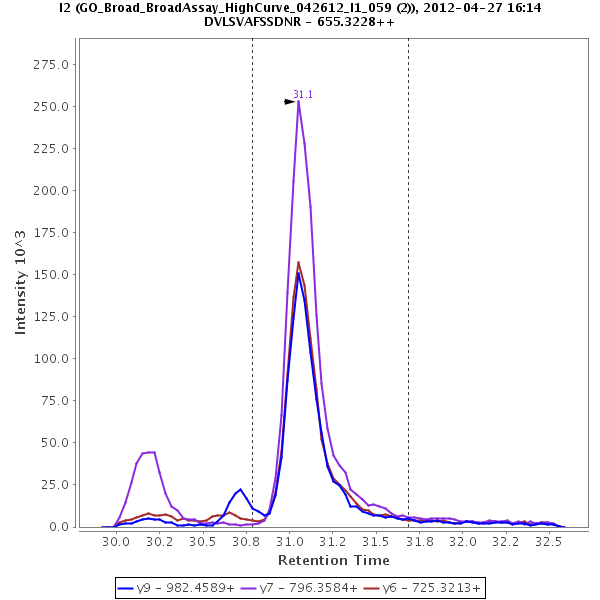 I2 (GO_Broad_BroadAssay_HighCurve_042612_I1_059 (2)), 2012-04-27 16:14
DVLSVAFSSDNR - 655.3228++
31.1
275.0
250.0
225.0
200.0
175.0
150.0
125.0
100.0
75.0
50.0
25.0
0.0
Intensity 10^3
30.0 30.2 30.5 30.8 31.0 31.2 31.5 31.8 32.0 32.2 32.5
Retention Time
y9 - 982.4589+ y7 - 796.3584+ y6 - 725.3213+